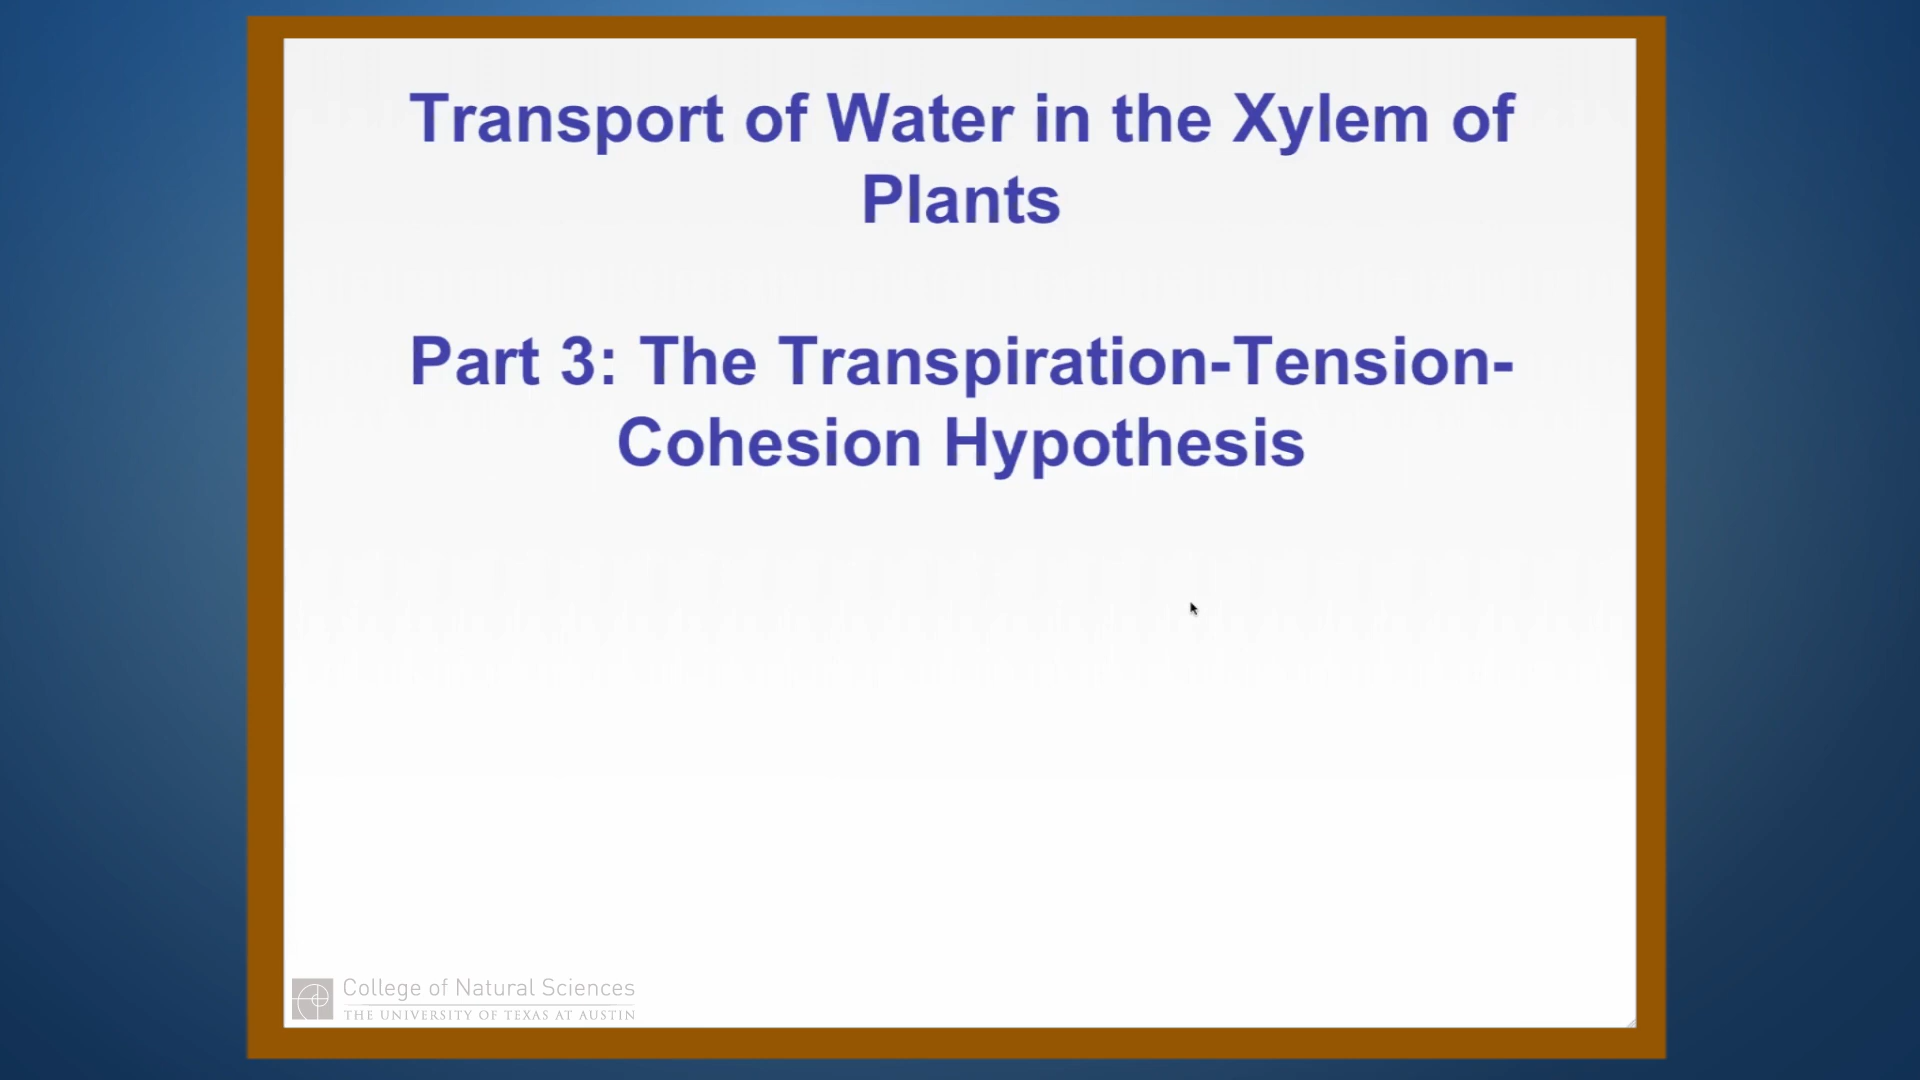 Transport of Water in the Xylem of
Plants
Part 3: The Transpiration-Tension-
Cohesion Hypothesis
College of Natural Sciences
THE UNIVERSITY OF TEXAS AT AUSTIN